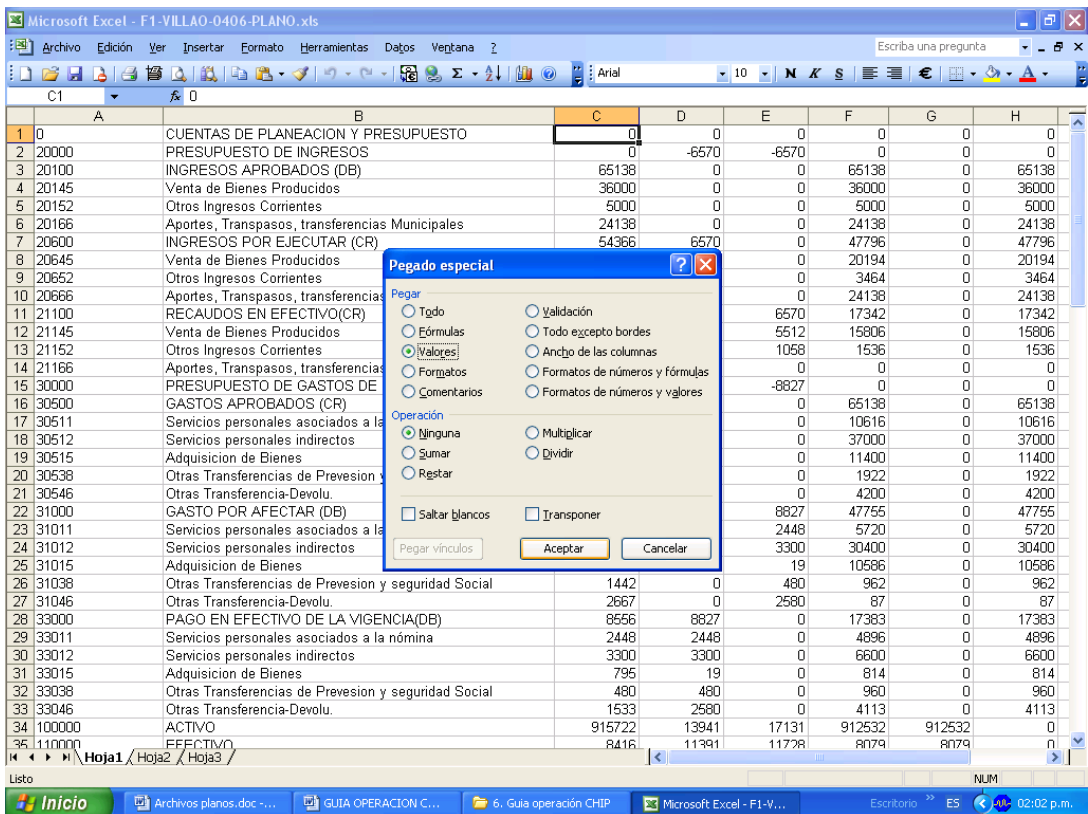 Microsoft Excel - F1-VILLAO-0406-PLANO.xls
Archivo Edición Ver Insertar Formato Herramientas Datos Ventana ? Escriba una pregunta
Arial 10 N K S €
C1 fx 0
A B C D E F G H
1 0 CUENTAS DE PLANEACION Y PRESUPUESTO 0 0 0 0 0 0
2 20000 PRESUPUESTO DE INGRESOS 0 -6570 -6570 0 0 0
3 20100 INGRESOS APROBADOS (DB) 65138 0 0 65138 0 65138
4 20145 Venta de Bienes Producidos 36000 0 0 36000 0 36000
5 20152 Otros Ingresos Corrientes 5000 0 0 5000 0 5000
6 20166 Aportes, Transpasos, transferencias Municipales 24138 0 0 24138 0 24138
7 20600 INGRESOS POR EJECUTAR (CR) 54366 6570 0 47796 0 47796
8 20645 Venta de Bienes Producidos 0 20194 0 20194
9 20652 Otros Ingresos Corrientes 0 3464 0 3464
10 20666 Aportes, Transpasos, transferencias 0 24138 0 24138
11 21100 RECAUDOS EN EFECTIVO(CR) 6570 17342 0 17342
12 21145 Venta de Bienes Producidos 5512 15806 0 15806
13 21152 Otros Ingresos Corrientes 1058 1536 0 1536
14 21166 Aportes, Transpasos, transferencias 0 0 0 0
15 30000 PRESUPUESTO DE GASTOS DE -8827 0 0 0
16 30500 GASTOS APROBADOS (CR) 0 65138 0 65138
17 30511 Servicios personales asociados a la 0 10616 0 10616
18 30512 Servicios personales indirectos 0 37000 0 37000
19 30515 Adquisicion de Bienes 0 11400 0 11400
20 30538 Otras Transferencias de Prevesion y 0 1922 0 1922
21 30546 Otras Transferencia-Devolu. 0 4200 0 4200
22 31000 GASTO POR AFECTAR (DB) 8827 47755 0 47755
23 31011 Servicios personales asociados a la 2448 5720 0 5720
24 31012 Servicios personales indirectos 3300 30400 0 30400
25 31015 Adquisicion de Bienes 19 10586 0 10586
26 31038 Otras Transferencias de Prevesion y seguridad Social 1442 0 480 962 0 962
27 31046 Otras Transferencia-Devolu. 2667 0 2580 87 0 87
28 33000 PAGO EN EFECTIVO DE LA VIGENCIA(DB) 8556 8827 0 17383 0 17383
29 33011 Servicios personales asociados a la nómina 2448 2448 0 4896 0 4896
30 33012 Servicios personales indirectos 3300 3300 0 6600 0 6600
31 33015 Adquisicion de Bienes 795 19 0 814 0 814
32 33038 Otras Transferencias de Prevesion y seguridad Social 480 480 0 960 0 960
33 33046 Otras Transferencia-Devolu. 1533 2580 0 4113 0 4113
34 100000 ACTIVO 915722 13941 17131 912532 912532 0
35 110000 EFECTIVO 8416 11391 11728 8079 8079 0
Pegado especial
Pegar
Todo Validación
Fórmulas Todo excepto bordes
Valores Ancho de las columnas
Formatos Formatos de números y fórmulas
Comentarios Formatos de números y valores
Operación
Ninguna Multiplicar
Sumar Dividir
Restar
Saltar blancos Transponer
Pegar vínculos Aceptar Cancelar
Hoja1 Hoja2 Hoja3
Listo NUM
Inicio Archivos planos.doc -... GUIA OPERACION C... 6. Guia operación CHIP Microsoft Excel - F1-V... Escritorio ES 02:02 p.m.